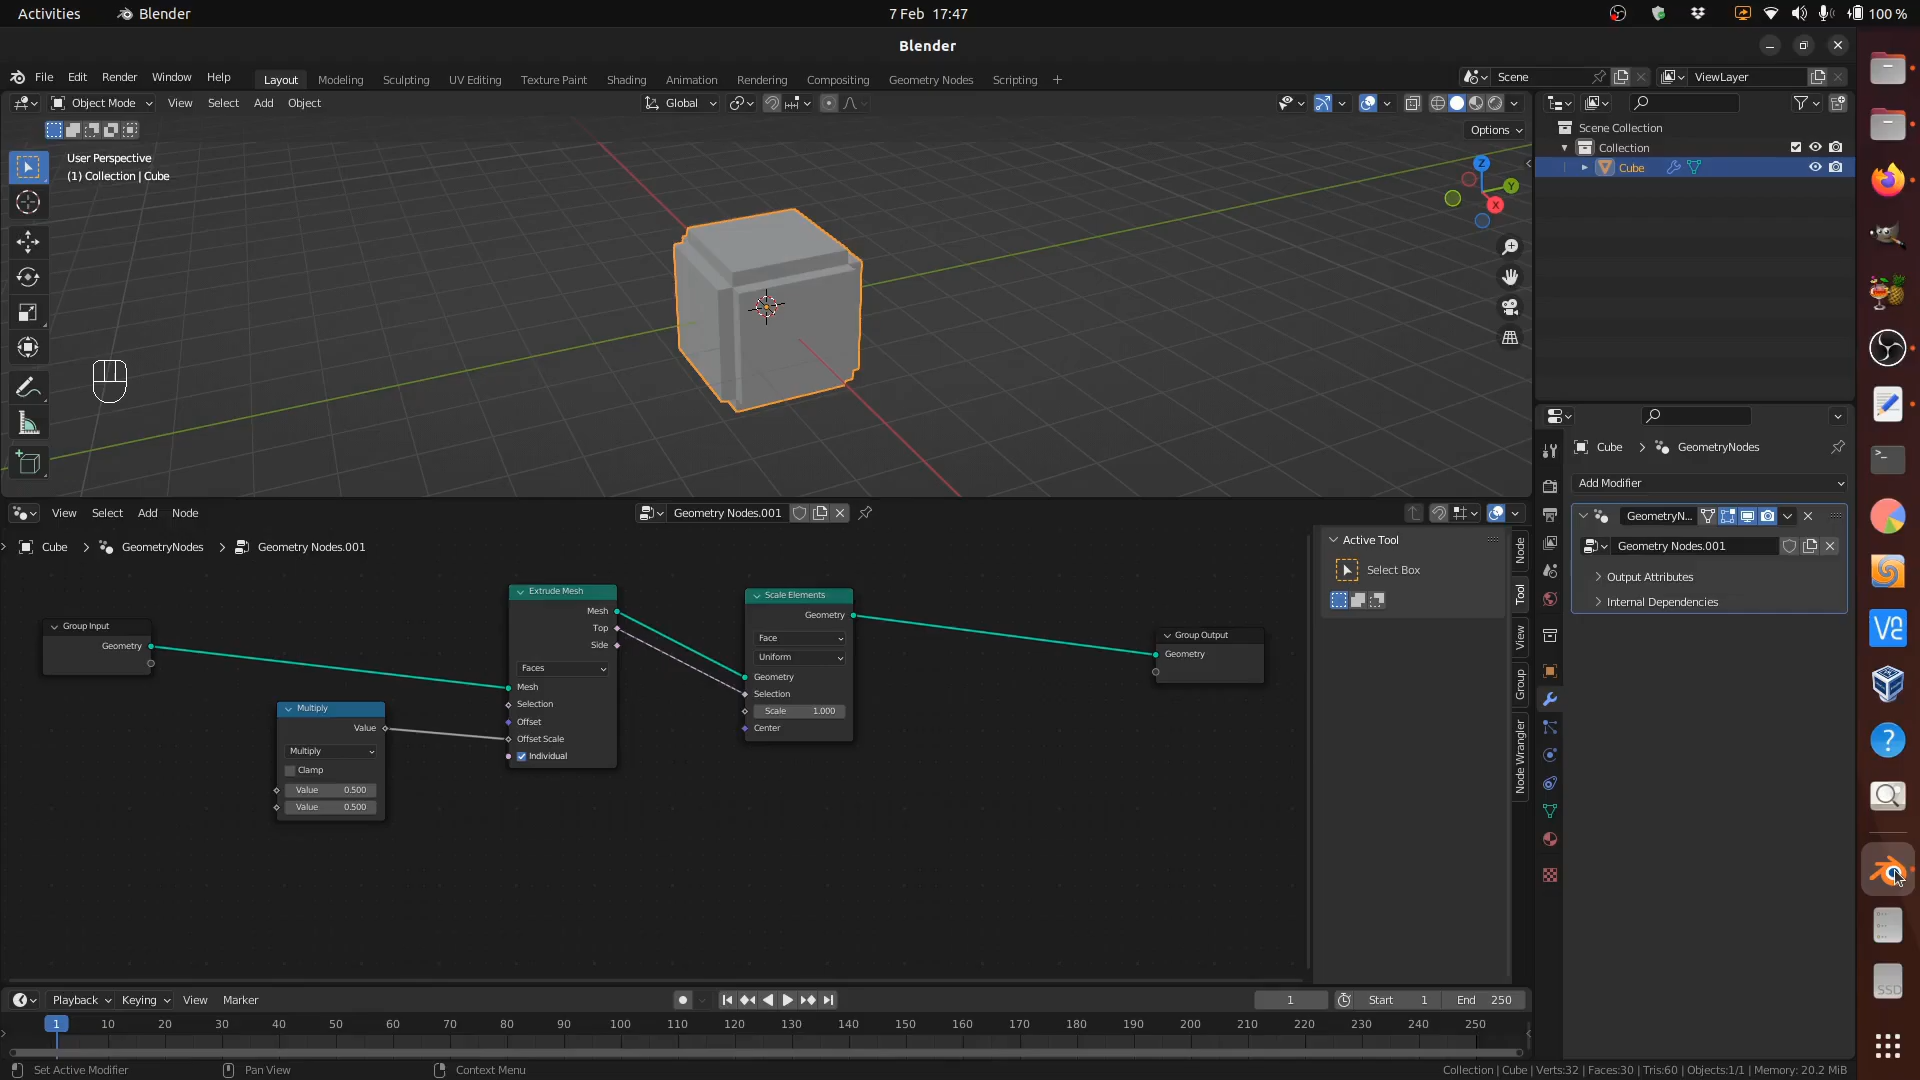 Activities Blender 7 Feb 17:47 100 %
Blender
File Edit Render Window Help Layout Modeling Sculpting UV Editing Texture Paint Shading Animation Rendering Compositing Geometry Nodes Scripting + Scene ViewLayer
Object Mode View Select Add Object Global
Options
User Perspective
(1) Collection | Cube
Z
Y
X
Scene Collection
Collection
Cube
Cube GeometryNodes
Add Modifier
GeometryN...
Geometry Nodes.001
Output Attributes
Internal Dependencies
View Select Add Node Geometry Nodes.001
Cube GeometryNodes Geometry Nodes.001
Group Input
Geometry
Multiply
Value
Multiply
Clamp
Value 0.500
Value 0.500
Extrude Mesh
Mesh
Top
Side
Faces
Mesh
Selection
Offset
Offset Scale
Individual
Scale Elements
Geometry
Face
Uniform
Geometry
Selection
Scale 1.000
Center
Group Output
Geometry
Active Tool
Select Box
Node
Tool
View
Group
Node Wrangler
Playback Keying View Marker 1 Start 1 End 250
1 10 20 30 40 50 60 70 80 90 100 110 120 130 140 150 160 170 180 190 200 210 220 230 240 250
Set Active Modifier Pan View Context Menu Collection | Cube | Verts:32 | Faces:30 | Tris:60 | Objects:1/1 | Memory: 20.2 MiB
>_
?
SSD